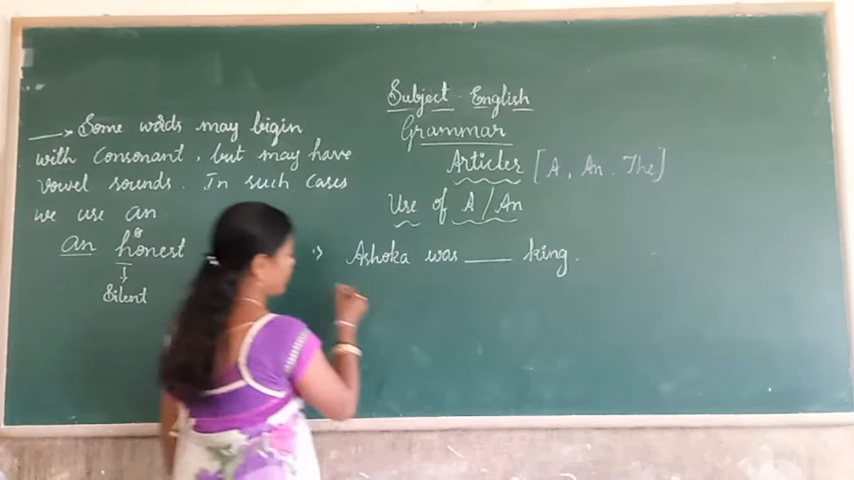 Subject English
Grammar
Articles [A, An. The]
Use of A/An
Some words may bigin
with consonant, but may have
vowel sounds. In such cases
we use an
an honest
Silent
Ashoka was ____ king.